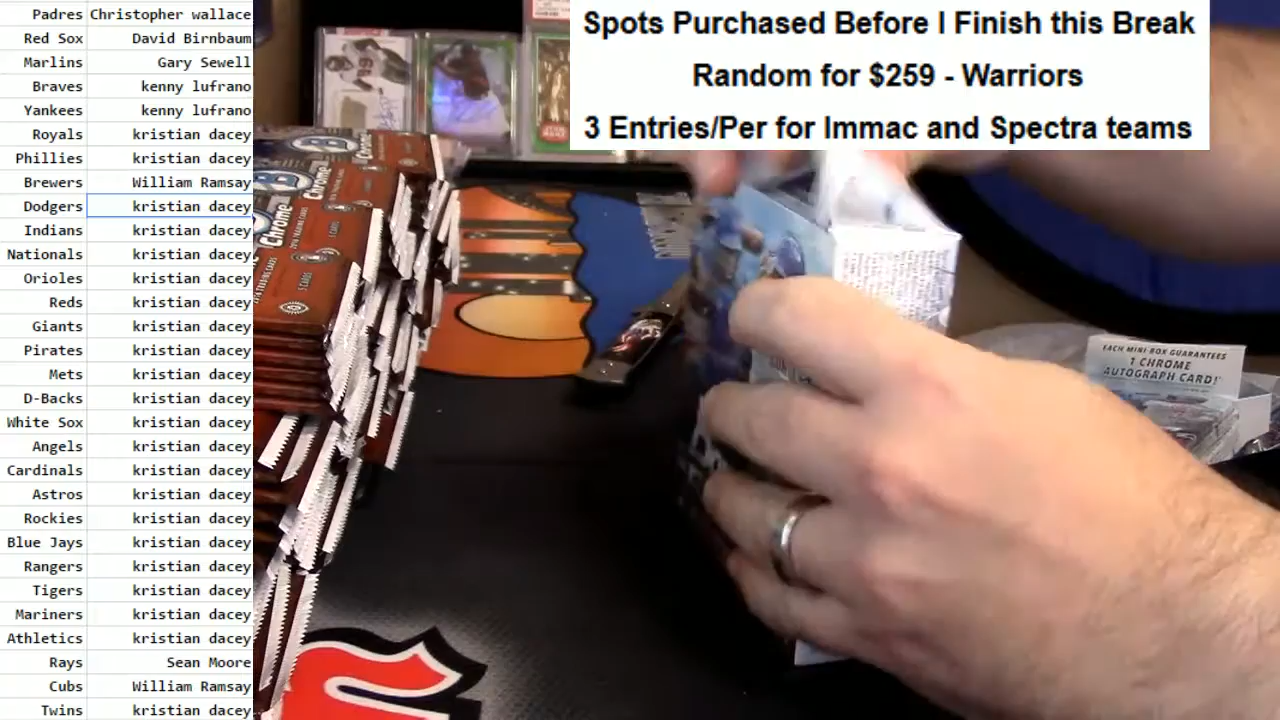 Padres Christopher wallace
Red Sox David Birnbaum
Marlins Gary Sewell
Braves kenny lufrano
Yankees kenny lufrano
Royals kristian dacey
Phillies kristian dacey
Brewers William Ramsay
Dodgers kristian dacey
Indians kristian dacey
Nationals kristian dacey
Orioles kristian dacey
Reds kristian dacey
Giants kristian dacey
Pirates kristian dacey
Mets kristian dacey
D-Backs kristian dacey
White Sox kristian dacey
Angels kristian dacey
Cardinals kristian dacey
Astros kristian dacey
Rockies kristian dacey
Blue Jays kristian dacey
Rangers kristian dacey
Tigers kristian dacey
Mariners kristian dacey
Athletics kristian dacey
Rays Sean Moore
Cubs William Ramsay
Twins kristian dacey
Spots Purchased Before I Finish this Break
Random for $259 - Warriors
3 Entries/Per for Immac and Spectra teams
Chrome
Chrome
EACH MINI BOX GUARANTEES
1 CHROME
AUTOGRAPH CARD!